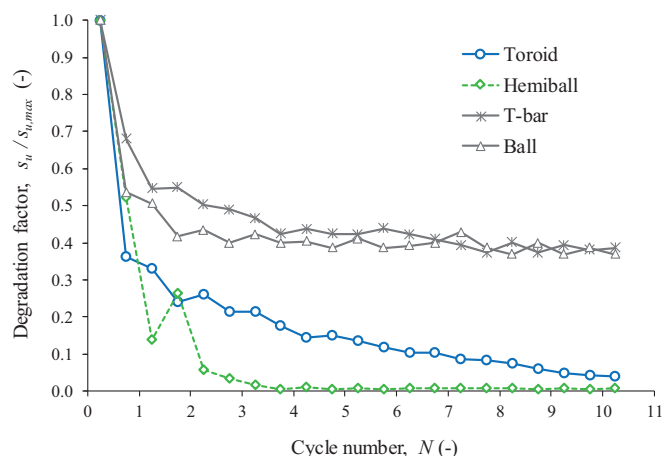 1.0
0.9
0.8
0.7
0.6
0.5
0.4
0.3
0.2
0.1
0.0
0 1 2 3 4 5 6 7 8 9 10 11
Degradation factor, s_u / s_{u,max} (-)
Cycle number, N (-)
Toroid
Hemiball
T-bar
Ball